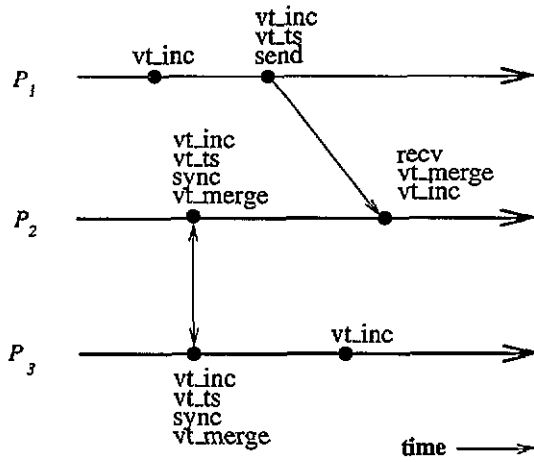 vt_inc
vt_ts
send
vt_inc
P1
vt_inc
vt_ts
sync
vt_merge
recv
vt_merge
vt_inc
P2
vt_inc
P3
vt_inc
vt_ts
sync
vt_merge
time